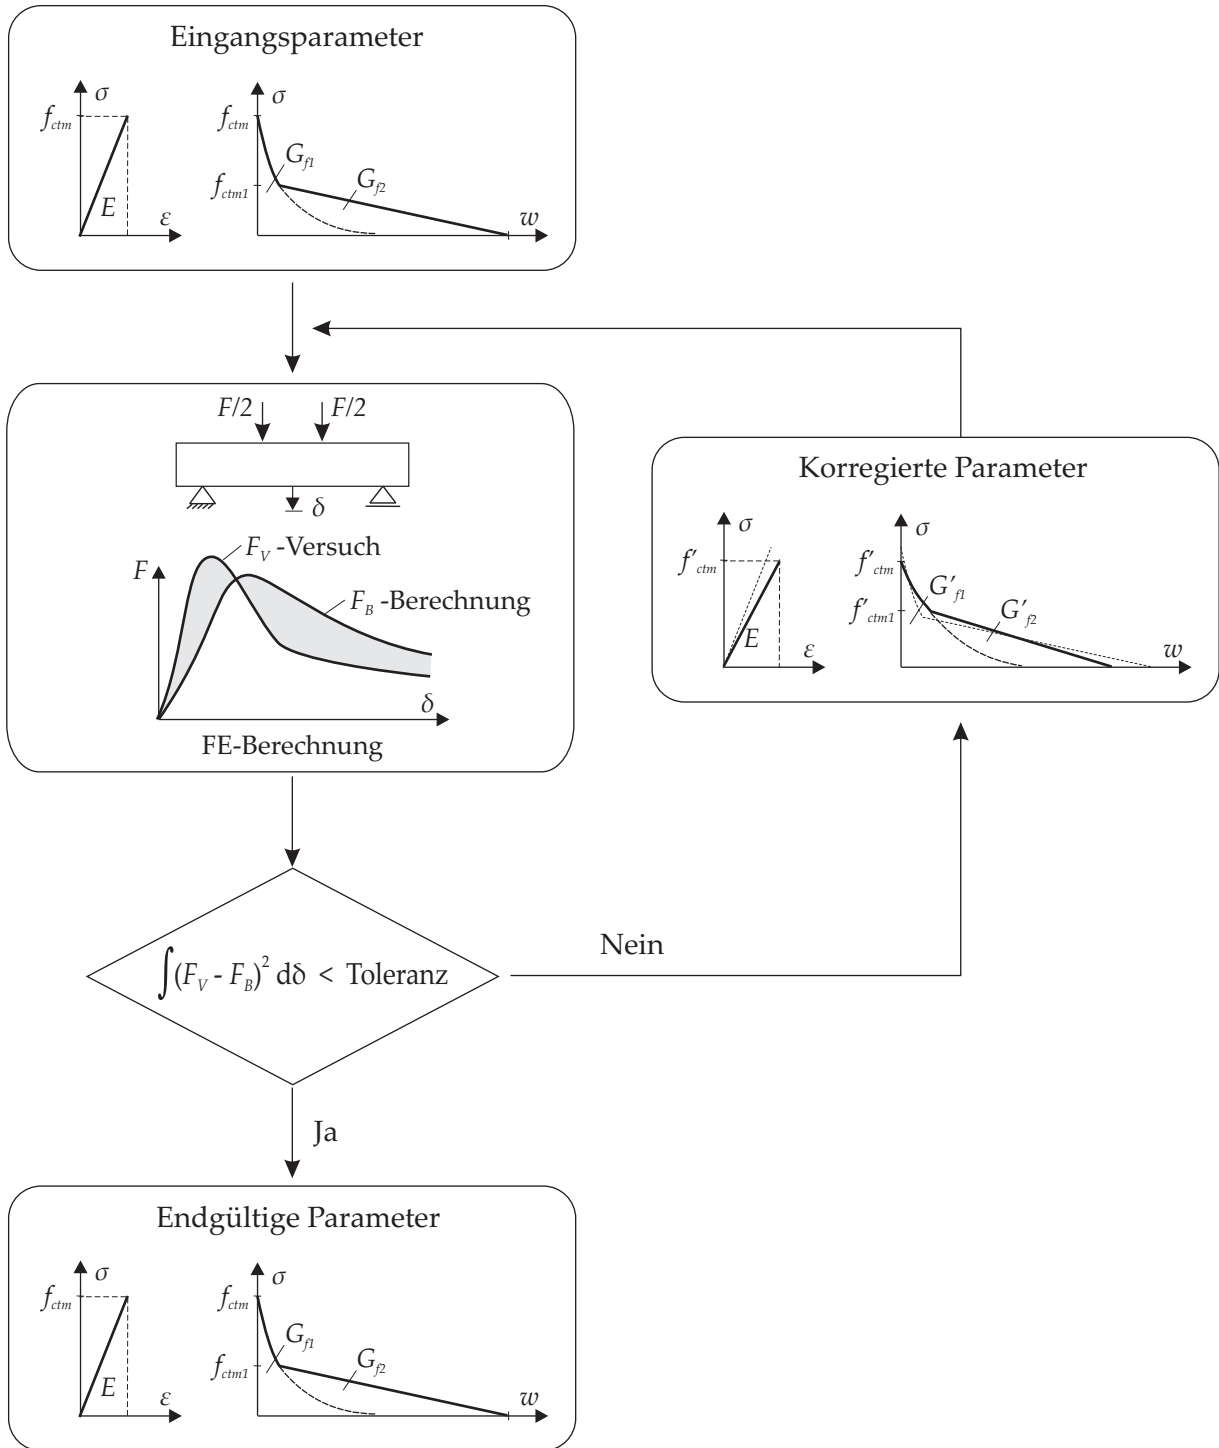 Eingangsparameter
σ
f_ctm
E
ε
σ
f_ctm
G_f1
f_ctm1
G_f2
w
F/2 F/2
δ
F_V -Versuch
F
F_B -Berechnung
δ
FE-Berechnung
Korregierte Parameter
σ
f'_ctm
E
ε
σ
f'_ctm
G'_f1
f'_ctm1
G'_f2
w
∫(F_V - F_B)² dδ < Toleranz
Nein
Ja
Endgültige Parameter
σ
f_ctm
E
ε
σ
f_ctm
G_f1
f_ctm1
G_f2
w